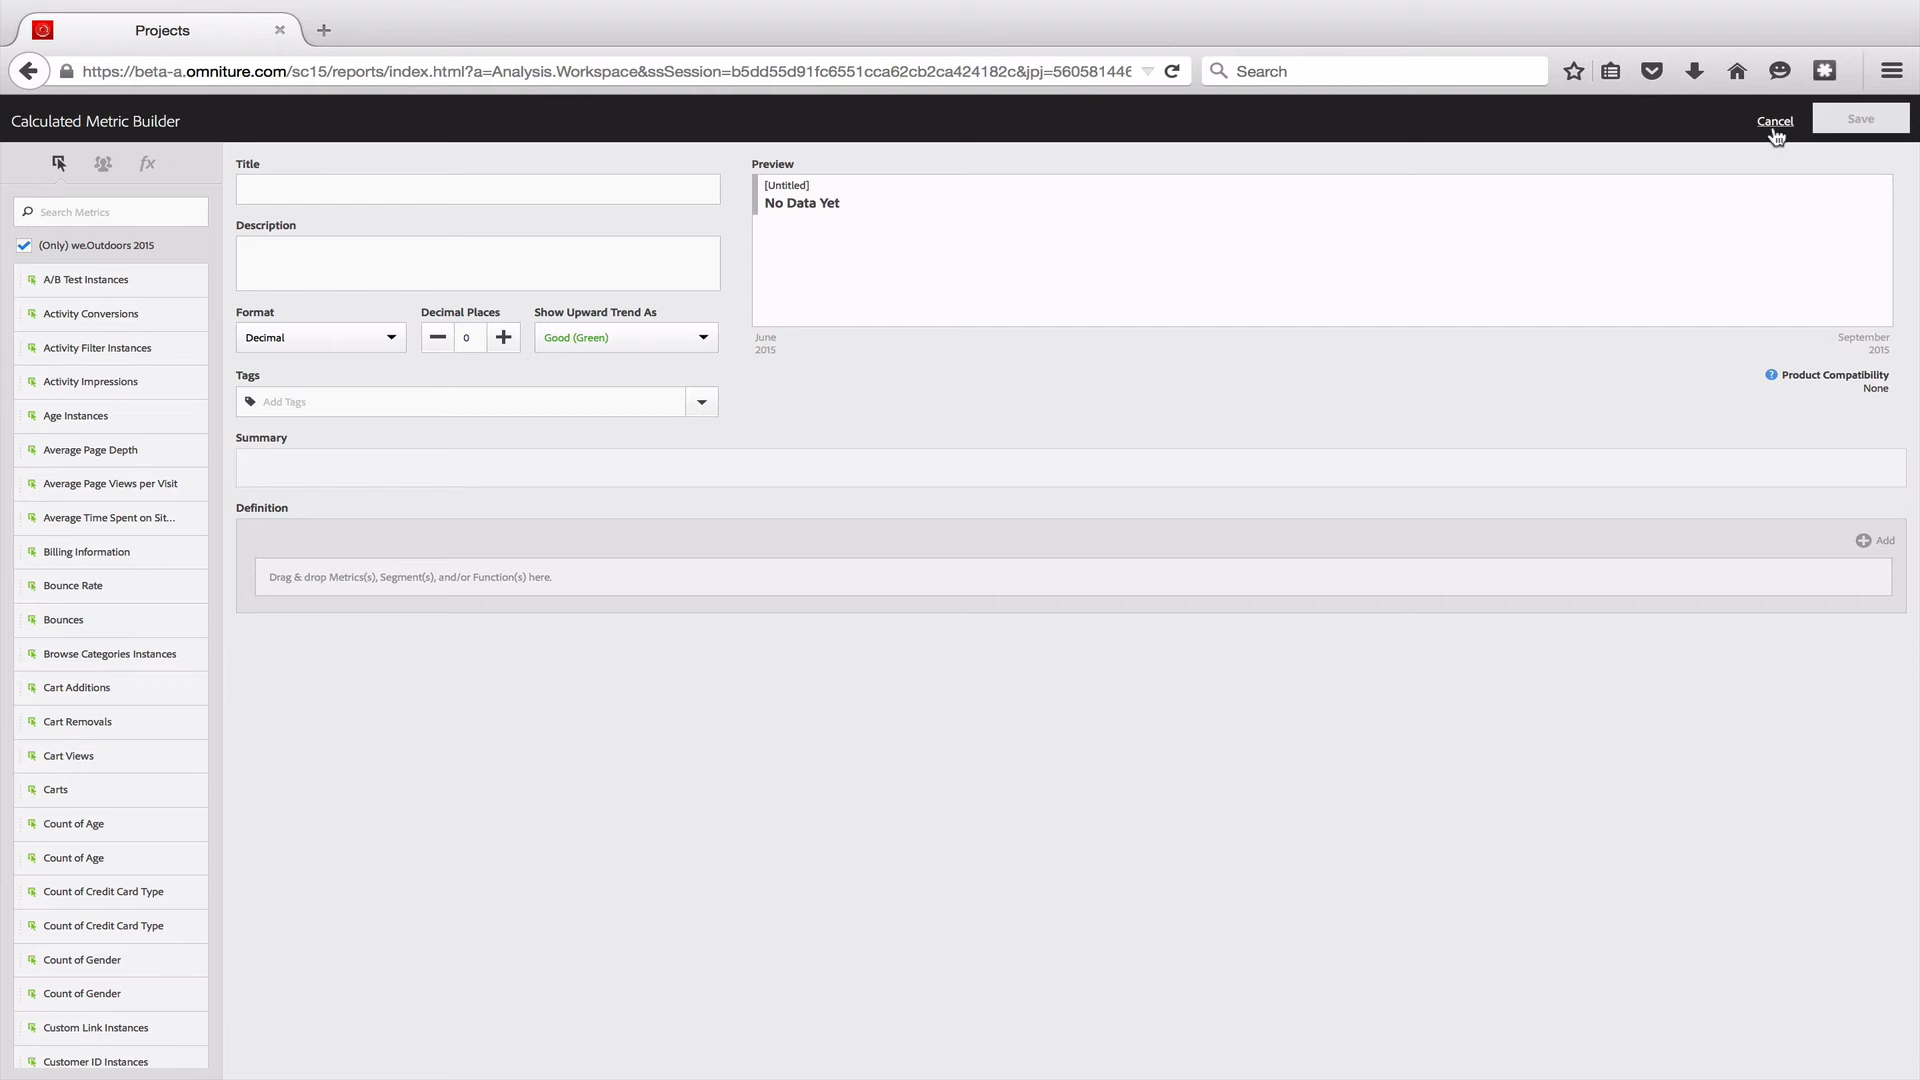 Projects
https://beta-a.omniture.com/sc15/reports/index.html?a=Analysis.Workspace&ssSession=b5dd55d91fc6551cca62cb2ca424182c&jpj=560581446
Search
Calculated Metric Builder
Cancel
Save
fx
Search Metrics
(Only) we.Outdoors 2015
A/B Test Instances
Activity Conversions
Activity Filter Instances
Activity Impressions
Age Instances
Average Page Depth
Average Page Views per Visit
Average Time Spent on Sit...
Billing Information
Bounce Rate
Bounces
Browse Categories Instances
Cart Additions
Cart Removals
Cart Views
Carts
Count of Age
Count of Age
Count of Credit Card Type
Count of Credit Card Type
Count of Gender
Count of Gender
Custom Link Instances
Customer ID Instances
Title
Description
Format
Decimal Places
Show Upward Trend As
Decimal
0
Good (Green)
Tags
Add Tags
Preview
[Untitled]
No Data Yet
June
2015
September
2015
Product Compatibility
None
Summary
Definition
Add
Drag & drop Metrics(s), Segment(s), and/or Function(s) here.